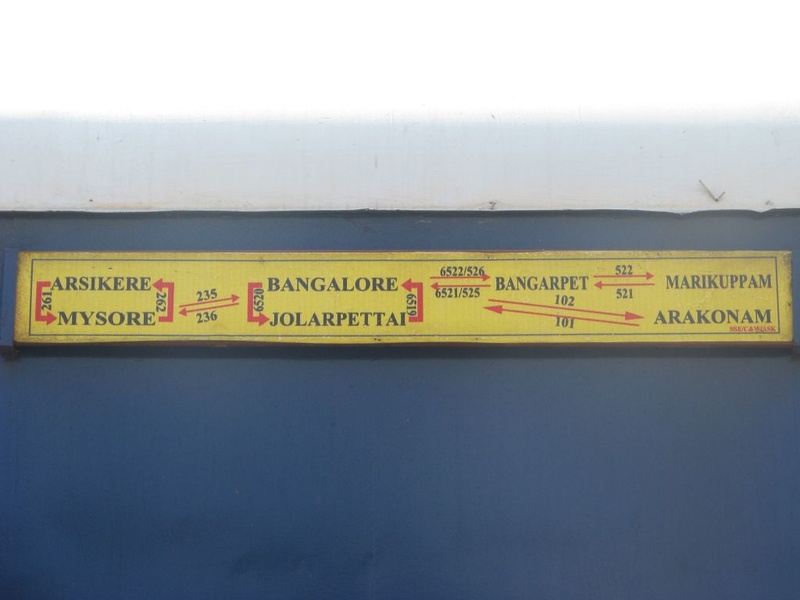 ARSIKERE 261 262 MYSORE
235
236
BANGALORE 6520 6519 JOLARPETTAI
6522/526
6521/525
BANGARPET
522
521
MARIKUPPAM
102
101
ARAKONAM